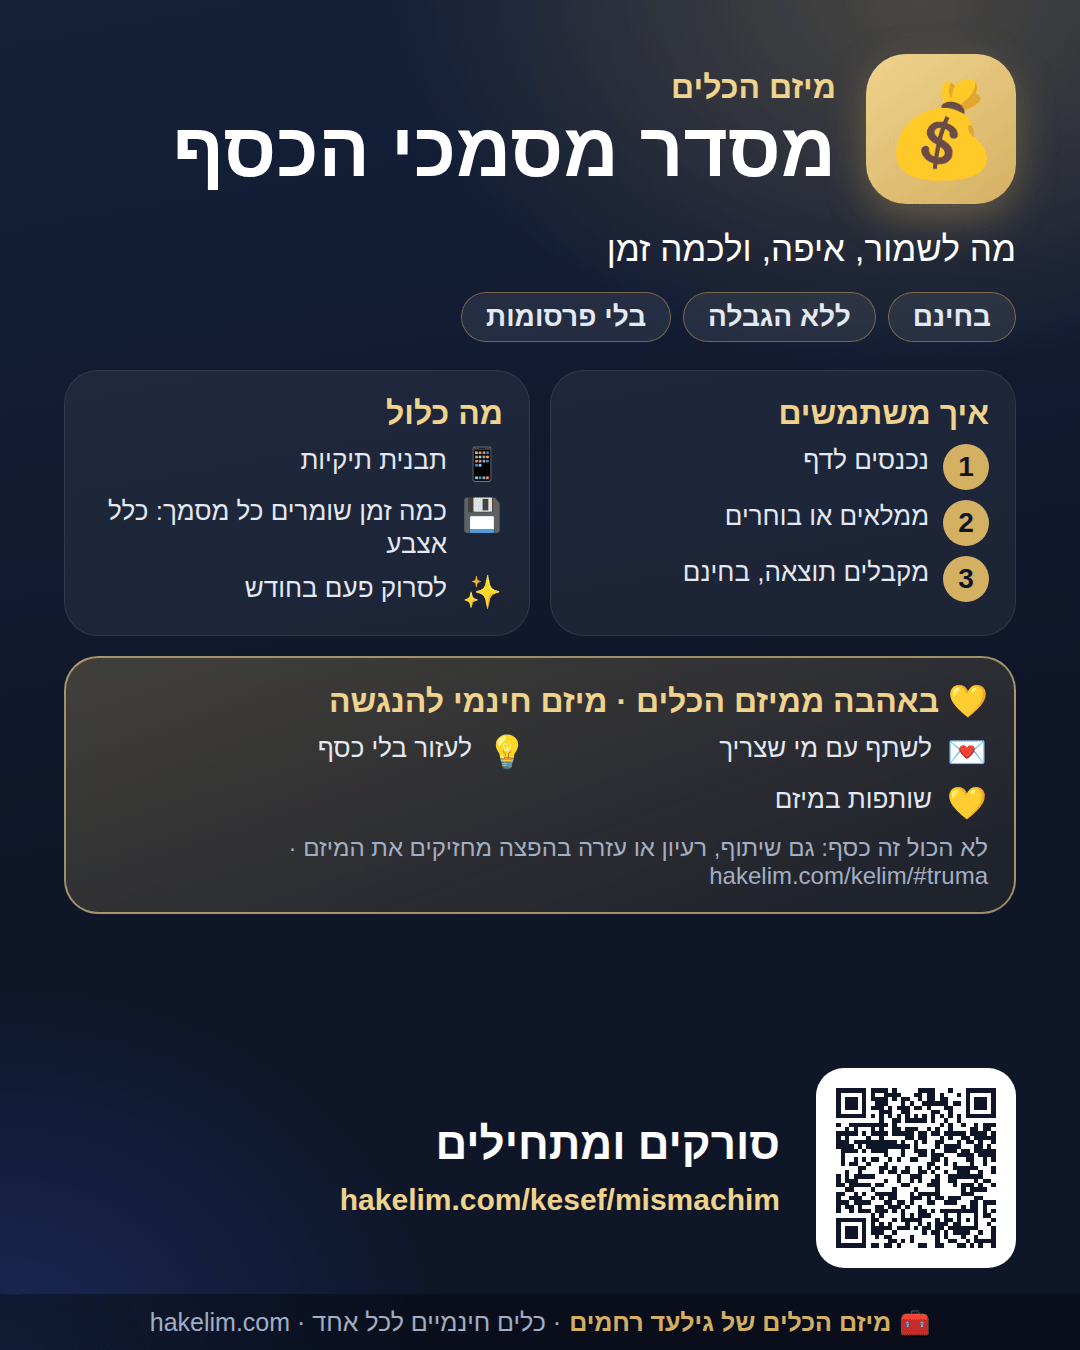 מיזם הכלים
מסדר מסמכי הכסף
מה לשמור, איפה, ולכמה זמן
בחינם
ללא הגבלה
בלי פרסומות
איך משתמשים
1 נכנסים לדף
2 ממלאים או בוחרים
3 מקבלים תוצאה, בחינם
מה כלול
תבנית תיקיות
כמה זמן שומרים כל מסמך: כלל
אצבע
לסרוק פעם בחודש
💛 באהבה ממיזם הכלים · מיזם חינמי להנגשה
לשתף עם מי שצריך
לעזור בלי כסף
שותפות במיזם
לא הכול זה כסף: גם שיתוף, רעיון או עזרה בהפצה מחזיקים את המיזם ·
hakelim.com/kelim/#truma
סורקים ומתחילים
hakelim.com/kesef/mismachim
🧰 מיזם הכלים של גילעד רחמים · כלים חינמיים לכל אחד · hakelim.com